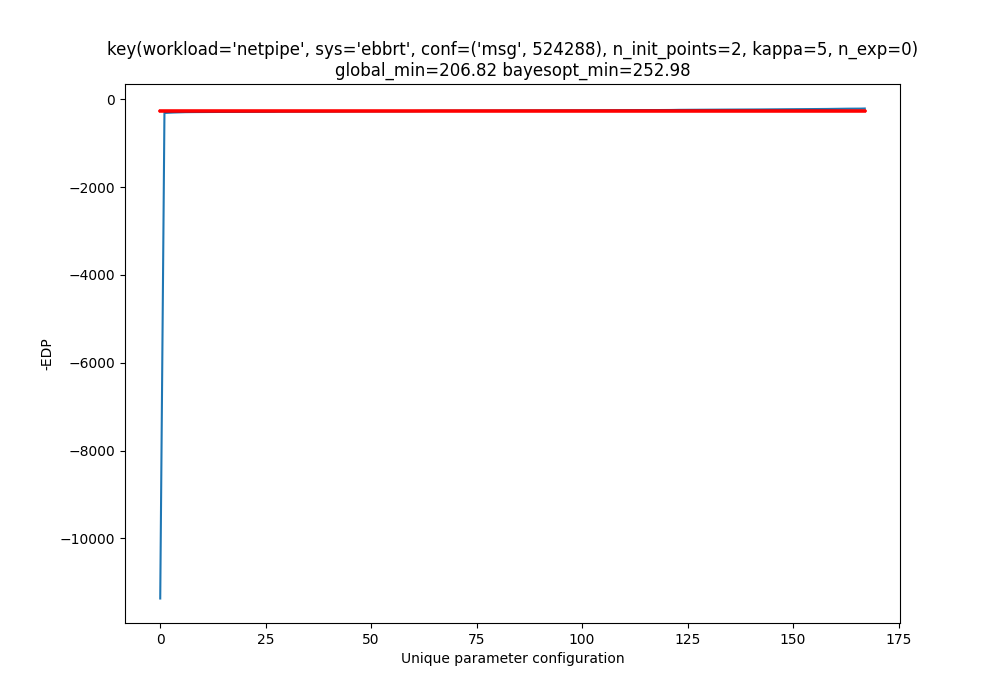 key(workload='netpipe', sys='ebbrt', conf=('msg', 524288), n_init_points=2, kappa=5, n_exp=0)
global_min=206.82 bayesopt_min=252.98
0
−2000
−4000
−6000
−8000
−10000
-EDP
0 25 50 75 100 125 150 175
Unique parameter configuration